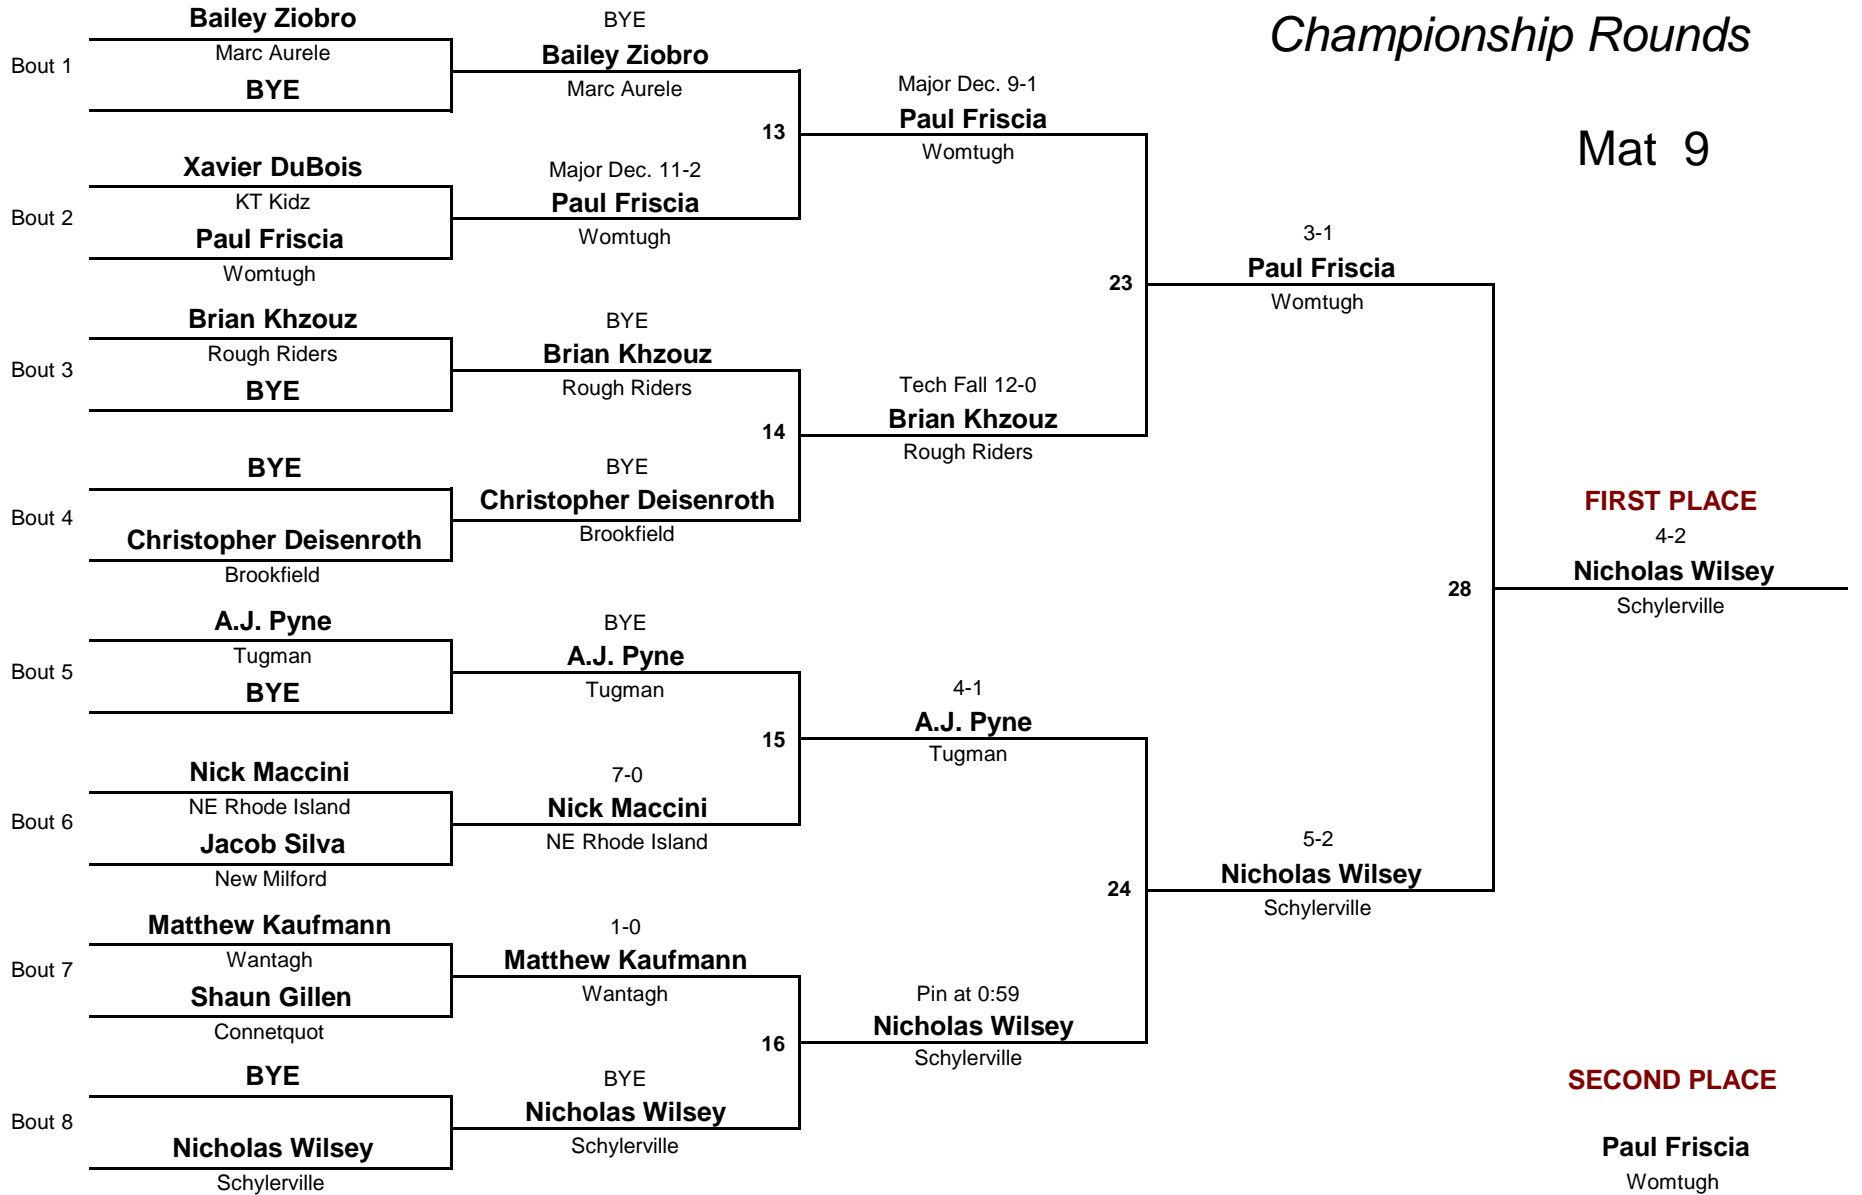 Championship Rounds
Mat 9
Bout 1
Bailey Ziobro
Marc Aurele
BYE
Bout 2
Xavier DuBois
KT Kidz
Paul Friscia
Womtugh
Bout 3
Brian Khzouz
Rough Riders
BYE
Bout 4
BYE
Christopher Deisenroth
Brookfield
Bout 5
A.J. Pyne
Tugman
BYE
Bout 6
Nick Maccini
NE Rhode Island
Jacob Silva
New Milford
Bout 7
Matthew Kaufmann
Wantagh
Shaun Gillen
Connetquot
Bout 8
BYE
Nicholas Wilsey
Schylerville
BYE
Bailey Ziobro
Marc Aurele
13
Major Dec. 11-2
Paul Friscia
Womtugh
BYE
Brian Khzouz
Rough Riders
14
BYE
Christopher Deisenroth
Brookfield
BYE
A.J. Pyne
Tugman
15
7-0
Nick Maccini
NE Rhode Island
1-0
Matthew Kaufmann
Wantagh
16
BYE
Nicholas Wilsey
Schylerville
Major Dec. 9-1
Paul Friscia
Womtugh
23
Tech Fall 12-0
Brian Khzouz
Rough Riders
4-1
A.J. Pyne
Tugman
24
Pin at 0:59
Nicholas Wilsey
Schylerville
3-1
Paul Friscia
Womtugh
28
5-2
Nicholas Wilsey
Schylerville
FIRST PLACE
4-2
Nicholas Wilsey
Schylerville
SECOND PLACE
Paul Friscia
Womtugh